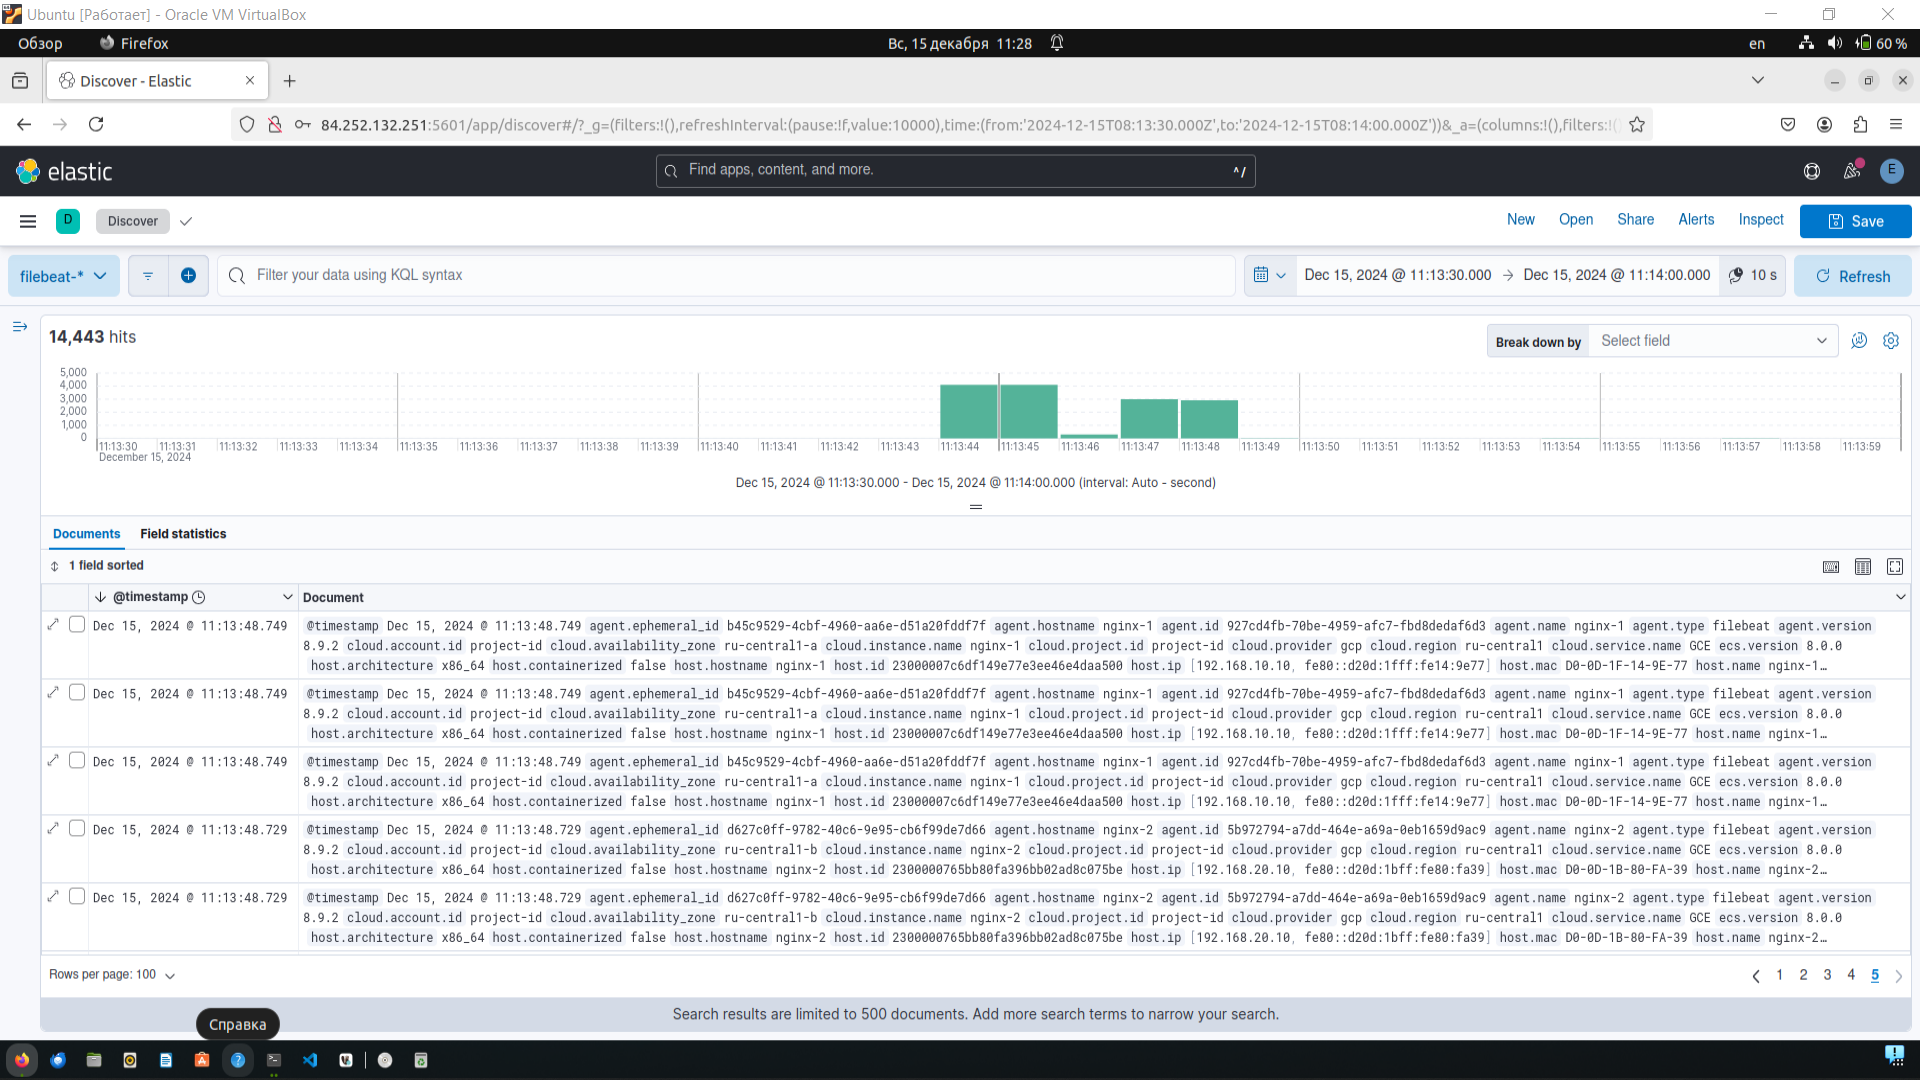 Ubuntu [Работает] - Oracle VM VirtualBox
Обзор Firefox Вс, 15 декабря 11:28 en 60 %
Discover - Elastic
84.252.132.251:5601/app/discover#/?_g=(filters:!(),refreshInterval:(pause:!f,value:10000),time:(from:'2024-12-15T08:13:30.000Z',to:'2024-12-15T08:14:00.000Z'))&_a=(columns:!(),filters:!(
elastic Find apps, content, and more. ^/ E
D Discover New Open Share Alerts Inspect Save
filebeat-* Filter your data using KQL syntax Dec 15, 2024 @ 11:13:30.000 → Dec 15, 2024 @ 11:14:00.000 10 s Refresh
14,443 hits Break down by Select field
5,000
4,000
3,000
2,000
1,000
0
11:13:30 11:13:31 11:13:32 11:13:33 11:13:34 11:13:35 11:13:36 11:13:37 11:13:38 11:13:39 11:13:40 11:13:41 11:13:42 11:13:43 11:13:44 11:13:45 11:13:46 11:13:47 11:13:48 11:13:49 11:13:50 11:13:51 11:13:52 11:13:53 11:13:54 11:13:55 11:13:56 11:13:57 11:13:58 11:13:59
December 15, 2024
Dec 15, 2024 @ 11:13:30.000 - Dec 15, 2024 @ 11:14:00.000 (interval: Auto - second)
Documents Field statistics
1 field sorted
@timestamp Document
Dec 15, 2024 @ 11:13:48.749 @timestamp Dec 15, 2024 @ 11:13:48.749 agent.ephemeral_id b45c9529-4cbf-4960-aa6e-d51a20fddf7f agent.hostname nginx-1 agent.id 927cd4fb-70be-4959-afc7-fbd8dedaf6d3 agent.name nginx-1 agent.type filebeat agent.version
8.9.2 cloud.account.id project-id cloud.availability_zone ru-central1-a cloud.instance.name nginx-1 cloud.project.id project-id cloud.provider gcp cloud.region ru-central1 cloud.service.name GCE ecs.version 8.0.0
host.architecture x86_64 host.containerized false host.hostname nginx-1 host.id 23000007c6df149e77e3ee46e4daa500 host.ip [192.168.10.10, fe80::d20d:1fff:fe14:9e77] host.mac D0-0D-1F-14-9E-77 host.name nginx-1…
Dec 15, 2024 @ 11:13:48.749 @timestamp Dec 15, 2024 @ 11:13:48.749 agent.ephemeral_id b45c9529-4cbf-4960-aa6e-d51a20fddf7f agent.hostname nginx-1 agent.id 927cd4fb-70be-4959-afc7-fbd8dedaf6d3 agent.name nginx-1 agent.type filebeat agent.version
8.9.2 cloud.account.id project-id cloud.availability_zone ru-central1-a cloud.instance.name nginx-1 cloud.project.id project-id cloud.provider gcp cloud.region ru-central1 cloud.service.name GCE ecs.version 8.0.0
host.architecture x86_64 host.containerized false host.hostname nginx-1 host.id 23000007c6df149e77e3ee46e4daa500 host.ip [192.168.10.10, fe80::d20d:1fff:fe14:9e77] host.mac D0-0D-1F-14-9E-77 host.name nginx-1…
Dec 15, 2024 @ 11:13:48.749 @timestamp Dec 15, 2024 @ 11:13:48.749 agent.ephemeral_id b45c9529-4cbf-4960-aa6e-d51a20fddf7f agent.hostname nginx-1 agent.id 927cd4fb-70be-4959-afc7-fbd8dedaf6d3 agent.name nginx-1 agent.type filebeat agent.version
8.9.2 cloud.account.id project-id cloud.availability_zone ru-central1-a cloud.instance.name nginx-1 cloud.project.id project-id cloud.provider gcp cloud.region ru-central1 cloud.service.name GCE ecs.version 8.0.0
host.architecture x86_64 host.containerized false host.hostname nginx-1 host.id 23000007c6df149e77e3ee46e4daa500 host.ip [192.168.10.10, fe80::d20d:1fff:fe14:9e77] host.mac D0-0D-1F-14-9E-77 host.name nginx-1…
Dec 15, 2024 @ 11:13:48.729 @timestamp Dec 15, 2024 @ 11:13:48.729 agent.ephemeral_id d627c0ff-9782-40c6-9e95-cb6f99de7d66 agent.hostname nginx-2 agent.id 5b972794-a7dd-464e-a69a-0eb1659d9ac9 agent.name nginx-2 agent.type filebeat agent.version
8.9.2 cloud.account.id project-id cloud.availability_zone ru-central1-b cloud.instance.name nginx-2 cloud.project.id project-id cloud.provider gcp cloud.region ru-central1 cloud.service.name GCE ecs.version 8.0.0
host.architecture x86_64 host.containerized false host.hostname nginx-2 host.id 2300000765bb80fa396bb02ad8c075be host.ip [192.168.20.10, fe80::d20d:1bff:fe80:fa39] host.mac D0-0D-1B-80-FA-39 host.name nginx-2…
Dec 15, 2024 @ 11:13:48.729 @timestamp Dec 15, 2024 @ 11:13:48.729 agent.ephemeral_id d627c0ff-9782-40c6-9e95-cb6f99de7d66 agent.hostname nginx-2 agent.id 5b972794-a7dd-464e-a69a-0eb1659d9ac9 agent.name nginx-2 agent.type filebeat agent.version
8.9.2 cloud.account.id project-id cloud.availability_zone ru-central1-b cloud.instance.name nginx-2 cloud.project.id project-id cloud.provider gcp cloud.region ru-central1 cloud.service.name GCE ecs.version 8.0.0
host.architecture x86_64 host.containerized false host.hostname nginx-2 host.id 2300000765bb80fa396bb02ad8c075be host.ip [192.168.20.10, fe80::d20d:1bff:fe80:fa39] host.mac D0-0D-1B-80-FA-39 host.name nginx-2…
Rows per page: 100 1 2 3 4 5
Search results are limited to 500 documents. Add more search terms to narrow your search.
Справка